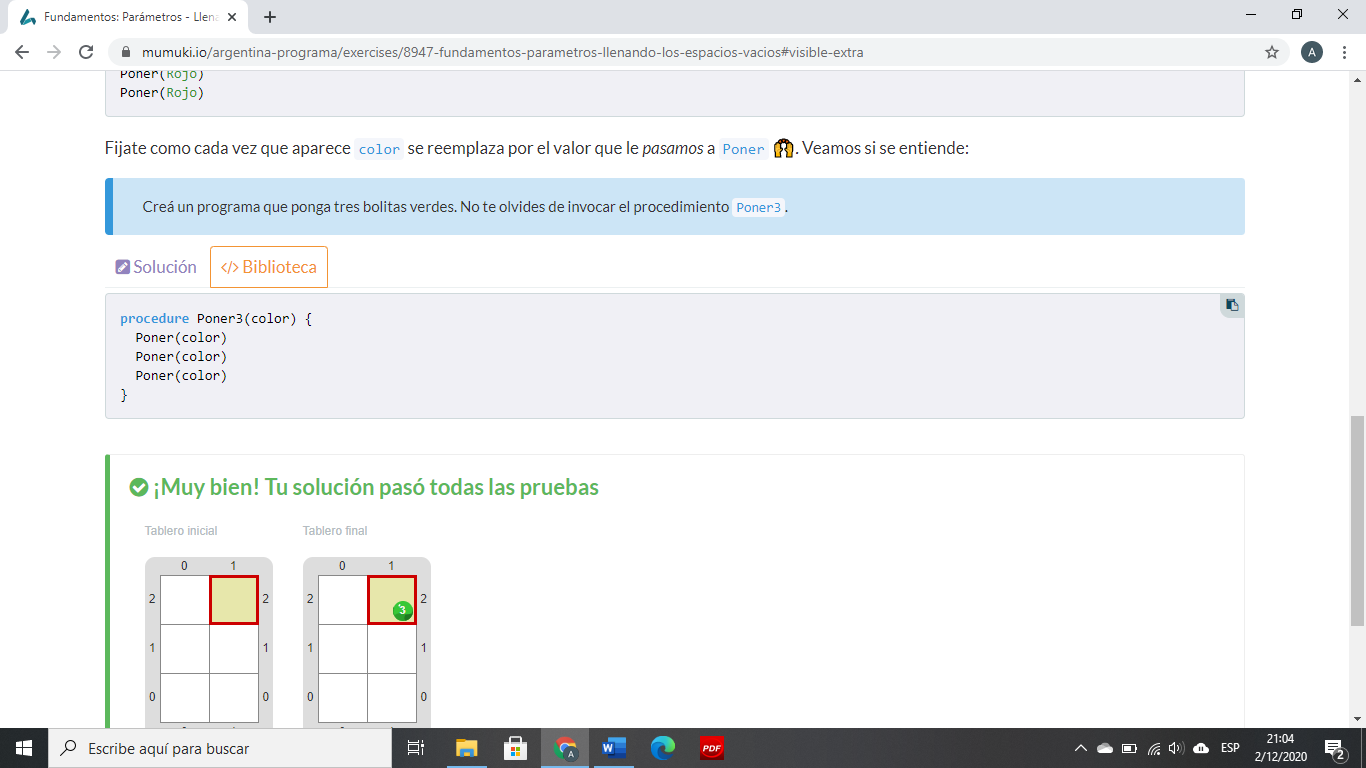 Fundamentos: Parámetros - Llena
mumuki.io/argentina-programa/exercises/8947-fundamentos-parametros-llenando-los-espacios-vacios#visible-extra
A
Poner(Rojo)
Poner(Rojo)
Fijate como cada vez que aparece color se reemplaza por el valor que le pasamos a Poner 🙌. Veamos si se entiende:
Creá un programa que ponga tres bolitas verdes. No te olvides de invocar el procedimiento Poner3.
Solución </> Biblioteca
procedure Poner3(color) {
Poner(color)
Poner(color)
Poner(color)
}
¡Muy bien! Tu solución pasó todas las pruebas
Tablero inicial Tablero final
0 1 0 1
2 2 2 3 2
1 1 1 1
0 0 0 0
Escribe aquí para buscar
A
W
PDF
ESP
21:04
2/12/2020
2